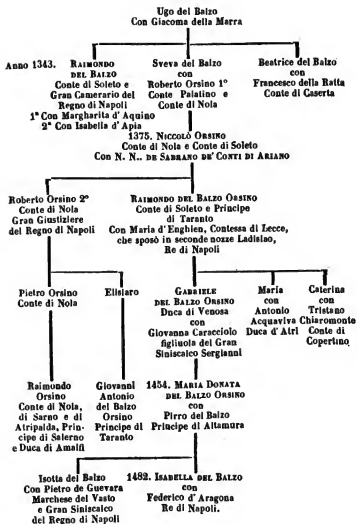 Ugo del Balzo
Con Giacoma della Marra
Anno 1343. RAIMONDO
DEL BALZO
Conte di Soleto e
Gran Camerario del
Regno di Napoli
1ª Con Margharita d'Aquino
2ª Con Isabella d'Apia
Sveva del Balzo
con
Roberto Orsino 1º
Conte Palatino e
Conte di Nola
Beatrice del Balzo
con
Francesco della Ratta
Conte di Caserta
1375. NICCOLÒ ORSINO
Conte di Nola e Conte di Soleto
Con N. N.. DE SABRANO DE' CONTI DI ARIANO
Roberto Orsino 2º
Conte di Nola
Gran Giustiziere
del Regno di Napoli
RAIMONDO DEL BALZO ORSINO
Conte di Soleto e Principe
di Taranto
Con Maria d'Enghien, Contessa di Lecce,
che sposò in seconde nozze Ladislao,
Re di Napoli
Pietro Orsino
Conte di Nola
Elisiaro
GABRIELE
DEL BALZO ORSINO
Duca di Venosa
con
Giovanna Caracciolo
figliuola del Gran
Siniscalco Sergianni
Maria
con
Antonio
Acquaviva
Duca d'Atri
Caterina
con
Tristano
Chiaromonte
Conte di
Copertino
Raimondo
Orsino
Conte di Nola,
di Sarno e di
Atripalda, Prin-
cipe di Salerno
e Duca di Amalfi
Giovanni
Antonio
del Balzo
Orsino
Principe di
Taranto
1454. MARIA DONATA
DEL BALZO ORSINO
con
Pirro del Balzo
Principe di Altamura
Isotta del Balzo
Con Pietro de Guevara
Marchese del Vasto
e Gran Siniscalco
del Regno di Napoli
1482. ISABELLA DEL BALZO
con
Federico d'Aragona
Re di Napoli.